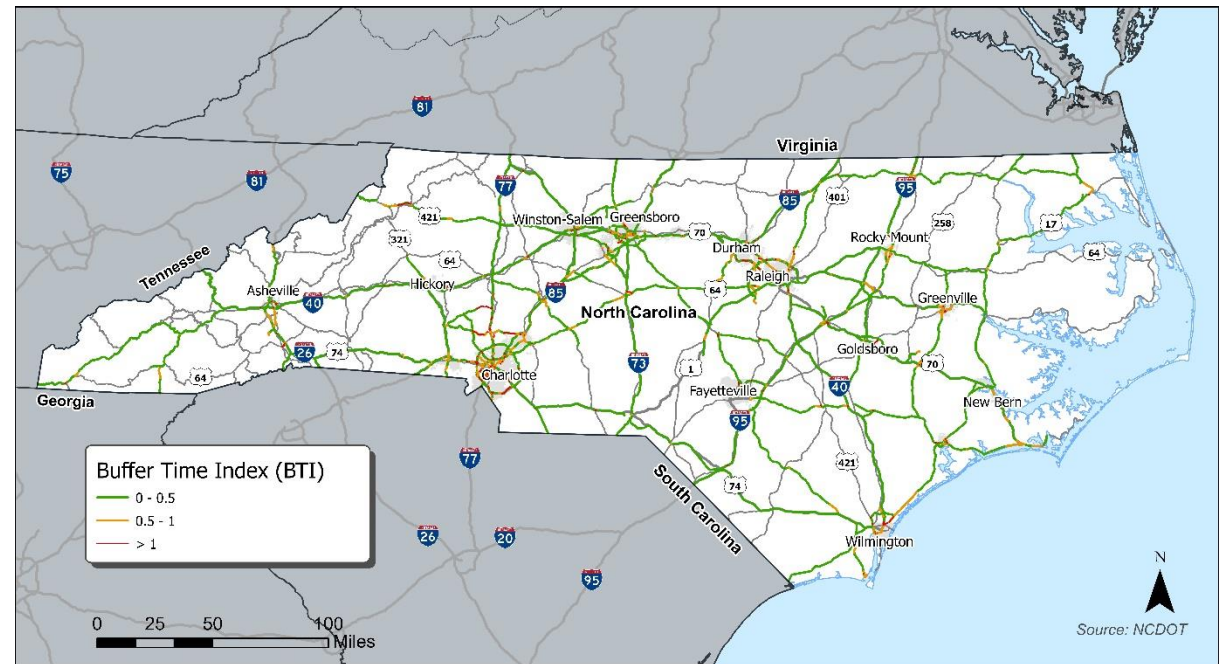 81
75
81
Virginia
77
85
95
401
421
Winston-Salem
Greensboro
258
17
321
70
Durham
Rocky Mount
Tennessee
64
64
Raleigh
Asheville
Hickory
40
85
64
Greenville
North Carolina
26
74
Goldsboro
73
1
70
64
Charlotte
Fayetteville
40
New Bern
Georgia
95
77
421
South Carolina
74
Buffer Time Index (BTI)
0 - 0.5
0.5 - 1
> 1
26
20
Wilmington
95
N
0 25 50 100
Miles
Source: NCDOT